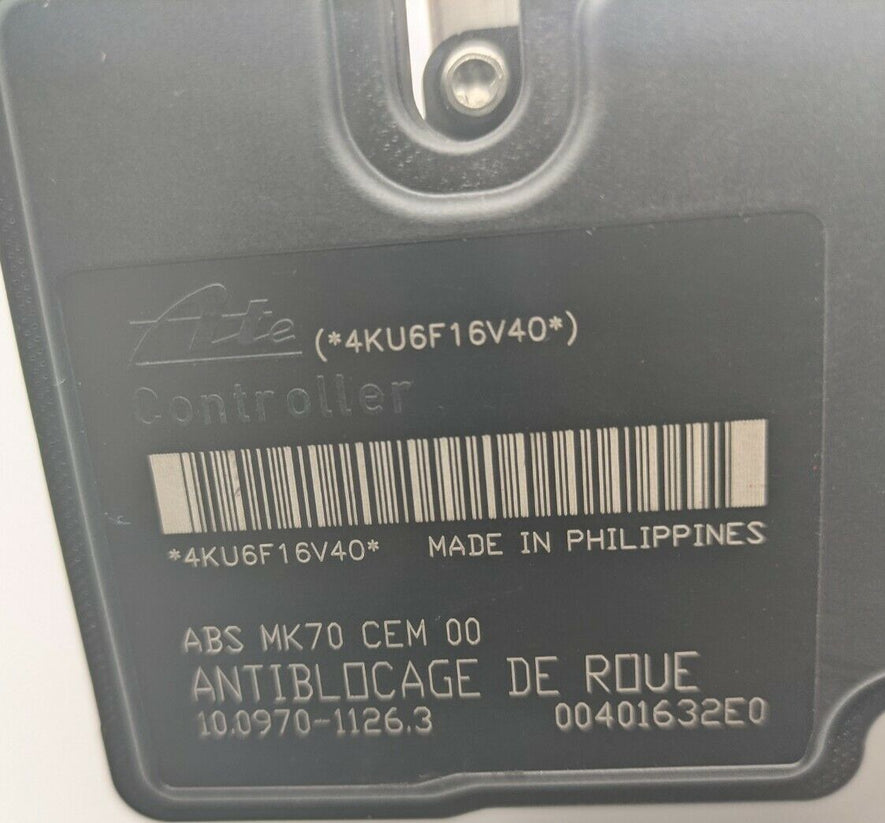 Ate (*4KU6F16V40*)
Controller
*4KU6F16V40* MADE IN PHILIPPINES
ABS MK70 CEM 00
ANTIBLOCAGE DE ROUE
10.0970-1126.3 00401632E0